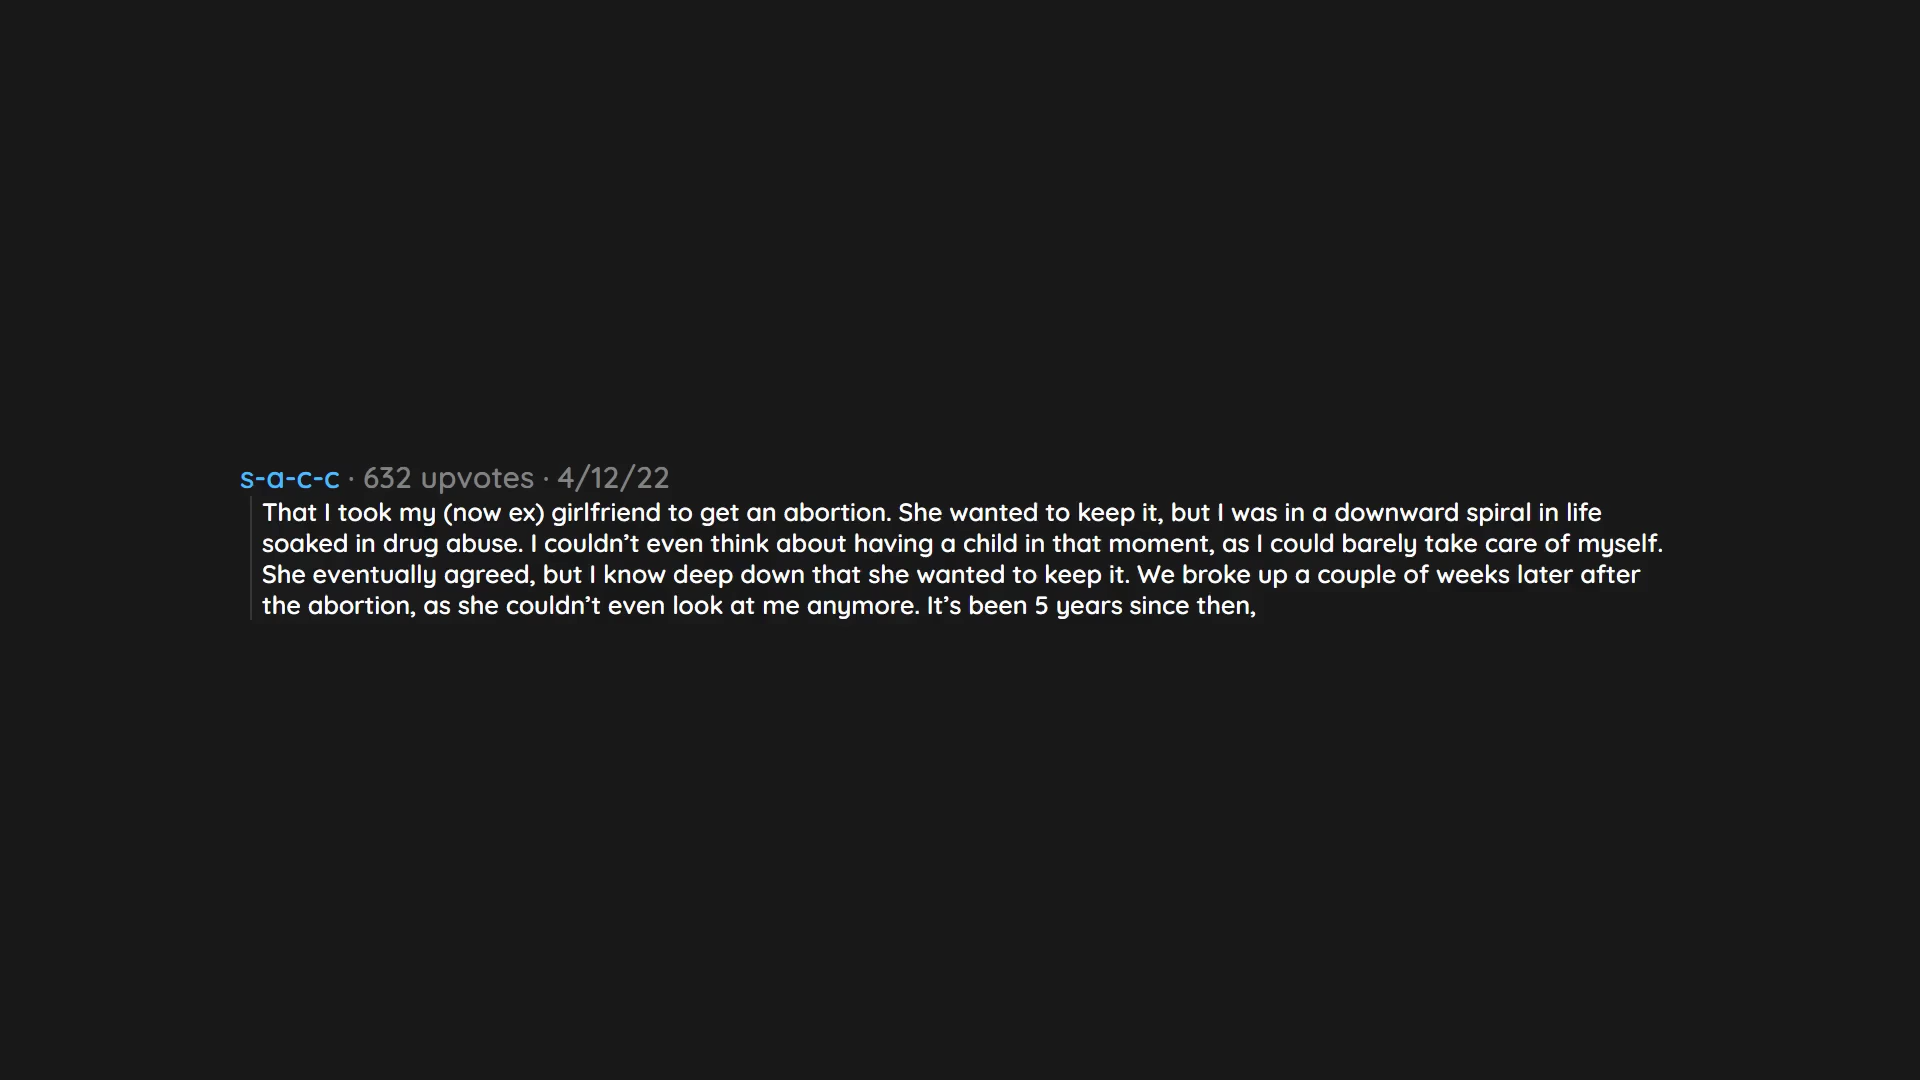 s-a-c-c · 632 upvotes · 4/12/22
That I took my (now ex) girlfriend to get an abortion. She wanted to keep it, but I was in a downward spiral in life
soaked in drug abuse. I couldn’t even think about having a child in that moment, as I could barely take care of myself.
She eventually agreed, but I know deep down that she wanted to keep it. We broke up a couple of weeks later after
the abortion, as she couldn’t even look at me anymore. It’s been 5 years since then,